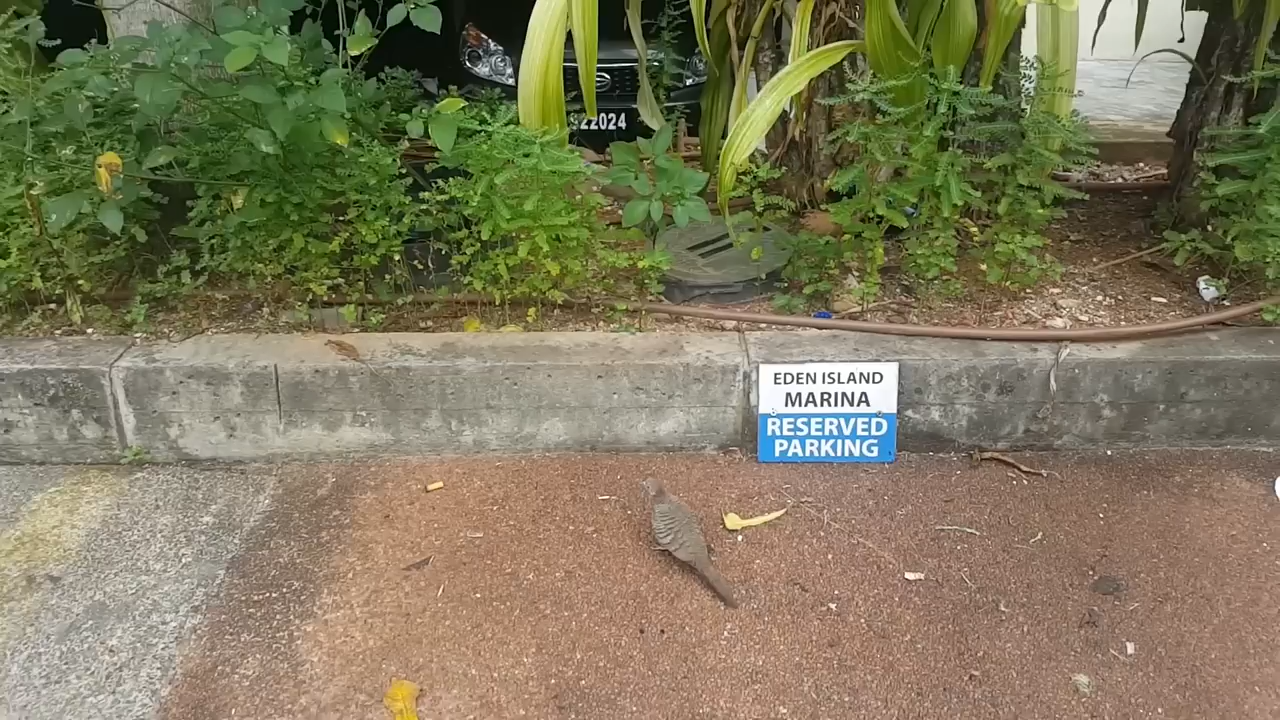 S22024
EDEN ISLAND
MARINA
RESERVED
PARKING